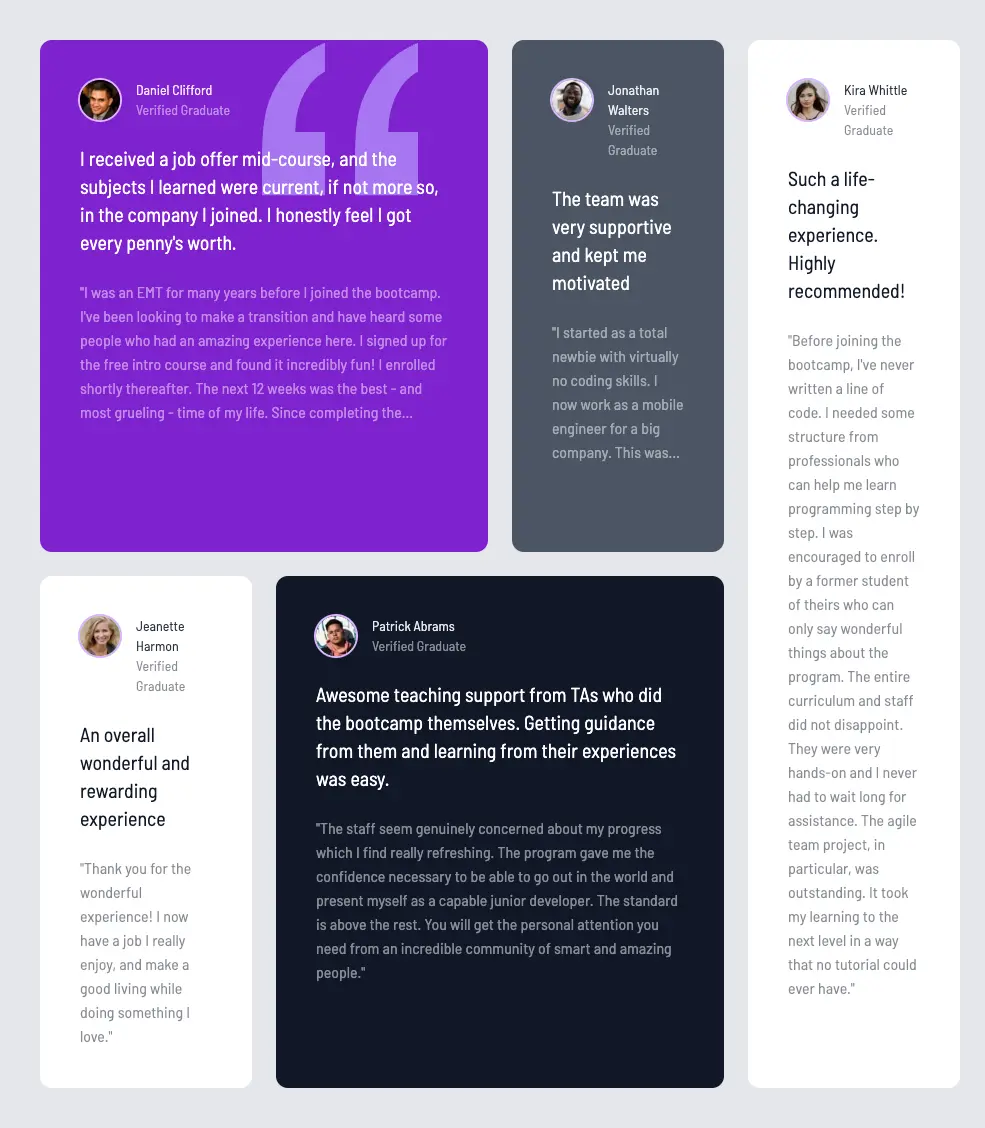 Daniel Clifford
Verified Graduate
I received a job offer mid-course, and the
subjects I learned were current, if not more so,
in the company I joined. I honestly feel I got
every penny's worth.
"I was an EMT for many years before I joined the bootcamp.
I've been looking to make a transition and have heard some
people who had an amazing experience here. I signed up for
the free intro course and found it incredibly fun! I enrolled
shortly thereafter. The next 12 weeks was the best - and
most grueling - time of my life. Since completing the...
Jonathan
Walters
Verified
Graduate
The team was
very supportive
and kept me
motivated
"I started as a total
newbie with virtually
no coding skills. I
now work as a mobile
engineer for a big
company. This was...
Kira Whittle
Verified
Graduate
Such a life-
changing
experience.
Highly
recommended!
"Before joining the
bootcamp, I've never
written a line of
code. I needed some
structure from
professionals who
can help me learn
programming step by
step. I was
encouraged to enroll
by a former student
of theirs who can
only say wonderful
things about the
program. The entire
curriculum and staff
did not disappoint.
They were very
hands-on and I never
had to wait long for
assistance. The agile
team project, in
particular, was
outstanding. It took
my learning to the
next level in a way
that no tutorial could
ever have."
Jeanette
Harmon
Verified
Graduate
An overall
wonderful and
rewarding
experience
"Thank you for the
wonderful
experience! I now
have a job I really
enjoy, and make a
good living while
doing something I
love."
Patrick Abrams
Verified Graduate
Awesome teaching support from TAs who did
the bootcamp themselves. Getting guidance
from them and learning from their experiences
was easy.
"The staff seem genuinely concerned about my progress
which I find really refreshing. The program gave me the
confidence necessary to be able to go out in the world and
present myself as a capable junior developer. The standard
is above the rest. You will get the personal attention you
need from an incredible community of smart and amazing
people."